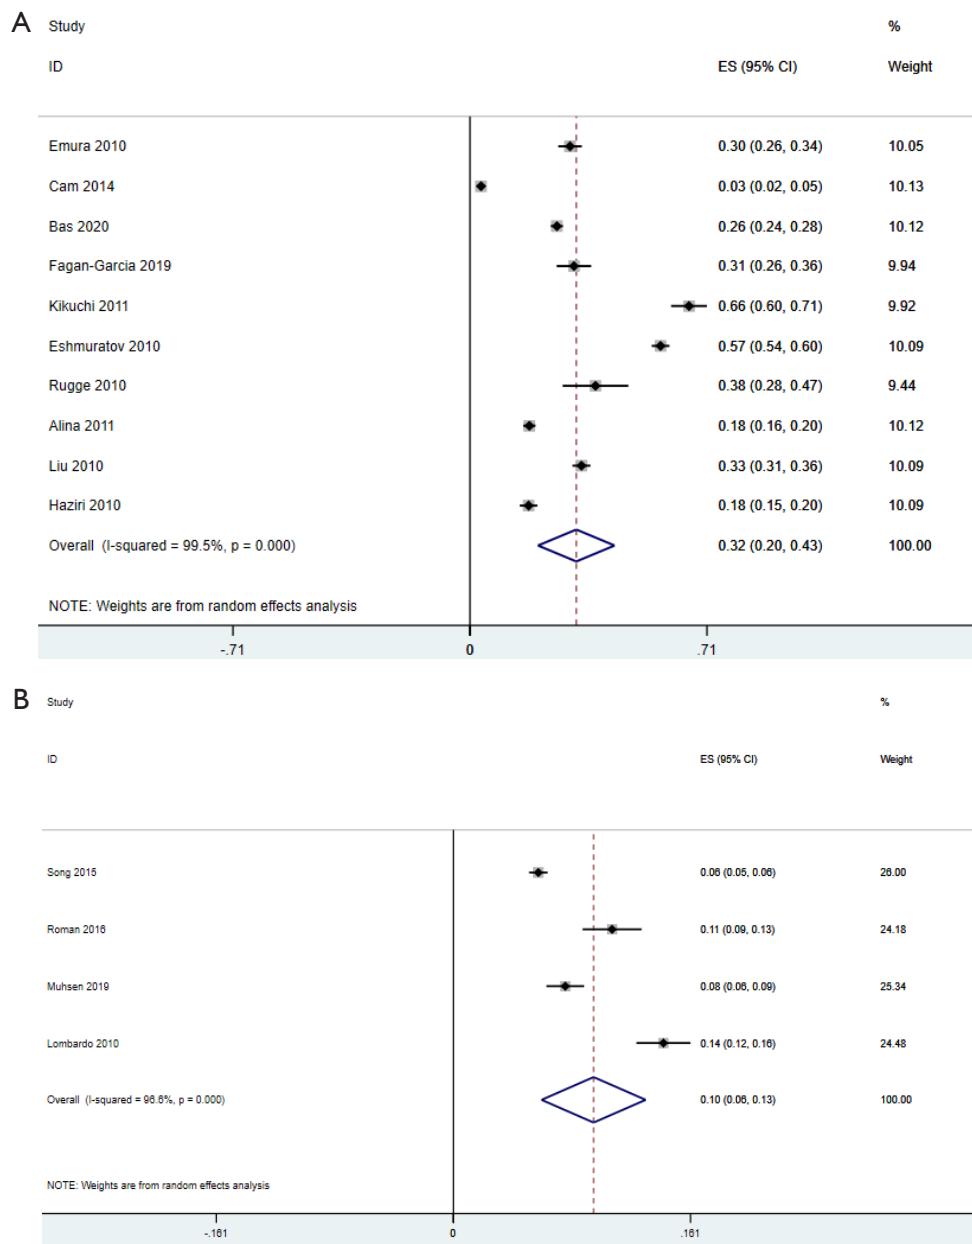 A Study %
ID ES (95% CI) Weight
Emura 2010 0.30 (0.26, 0.34) 10.05
Cam 2014 0.03 (0.02, 0.05) 10.13
Bas 2020 0.26 (0.24, 0.28) 10.12
Fagan-Garcia 2019 0.31 (0.26, 0.36) 9.94
Kikuchi 2011 0.66 (0.60, 0.71) 9.92
Eshmuratov 2010 0.57 (0.54, 0.60) 10.09
Rugge 2010 0.38 (0.28, 0.47) 9.44
Alina 2011 0.18 (0.16, 0.20) 10.12
Liu 2010 0.33 (0.31, 0.36) 10.09
Haziri 2010 0.18 (0.15, 0.20) 10.09
Overall (I-squared = 99.5%, p = 0.000) 0.32 (0.20, 0.43) 100.00
NOTE: Weights are from random effects analysis
-.71 0 .71
B Study %
ID ES (95% CI) Weight
Song 2015 0.06 (0.05, 0.06) 26.00
Roman 2016 0.11 (0.09, 0.13) 24.18
Muhsen 2019 0.08 (0.06, 0.09) 25.34
Lombardo 2010 0.14 (0.12, 0.16) 24.48
Overall (I-squared = 96.6%, p = 0.000) 0.10 (0.06, 0.13) 100.00
NOTE: Weights are from random effects analysis
-.161 0 .161